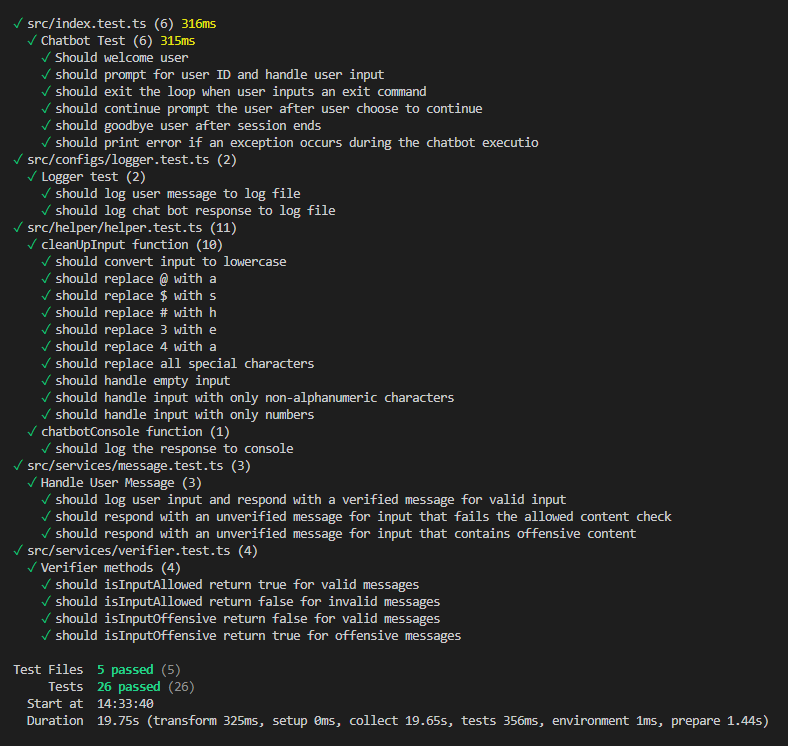 ✓ src/index.test.ts (6) 316ms
✓ Chatbot Test (6) 315ms
✓ Should welcome user
✓ should prompt for user ID and handle user input
✓ should exit the loop when user inputs an exit command
✓ should continue prompt the user after user choose to continue
✓ should goodbye user after session ends
✓ should print error if an exception occurs during the chatbot executio
✓ src/configs/logger.test.ts (2)
✓ Logger test (2)
✓ should log user message to log file
✓ should log chat bot response to log file
✓ src/helper/helper.test.ts (11)
✓ cleanUpInput function (10)
✓ should convert input to lowercase
✓ should replace @ with a
✓ should replace $ with s
✓ should replace # with h
✓ should replace 3 with e
✓ should replace 4 with a
✓ should replace all special characters
✓ should handle empty input
✓ should handle input with only non-alphanumeric characters
✓ should handle input with only numbers
✓ chatbotConsole function (1)
✓ should log the response to console
✓ src/services/message.test.ts (3)
✓ Handle User Message (3)
✓ should log user input and respond with a verified message for valid input
✓ should respond with an unverified message for input that fails the allowed content check
✓ should respond with an unverified message for input that contains offensive content
✓ src/services/verifier.test.ts (4)
✓ Verifier methods (4)
✓ should isInputAllowed return true for valid messages
✓ should isInputAllowed return false for invalid messages
✓ should isInputOffensive return false for valid messages
✓ should isInputOffensive return true for offensive messages
Test Files 5 passed (5)
Tests 26 passed (26)
Start at 14:33:40
Duration 19.75s (transform 325ms, setup 0ms, collect 19.65s, tests 356ms, environment 1ms, prepare 1.44s)